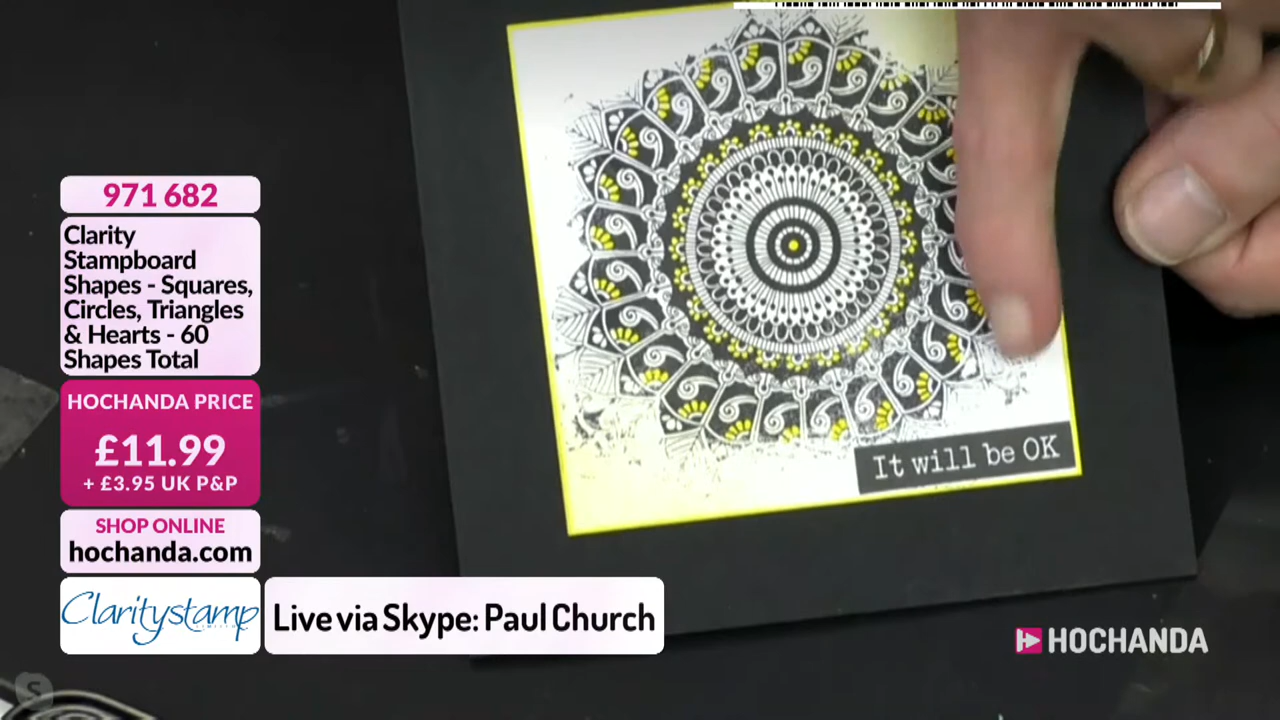 971 682
Clarity
Stampboard
Shapes - Squares,
Circles, Triangles
& Hearts - 60
Shapes Total
HOCHANDA PRICE
£11.99
+ £3.95 UK P&P
SHOP ONLINE
hochanda.com
Claritystamp
LIMITED
Live via Skype: Paul Church
It will be OK
HOCHANDA
S